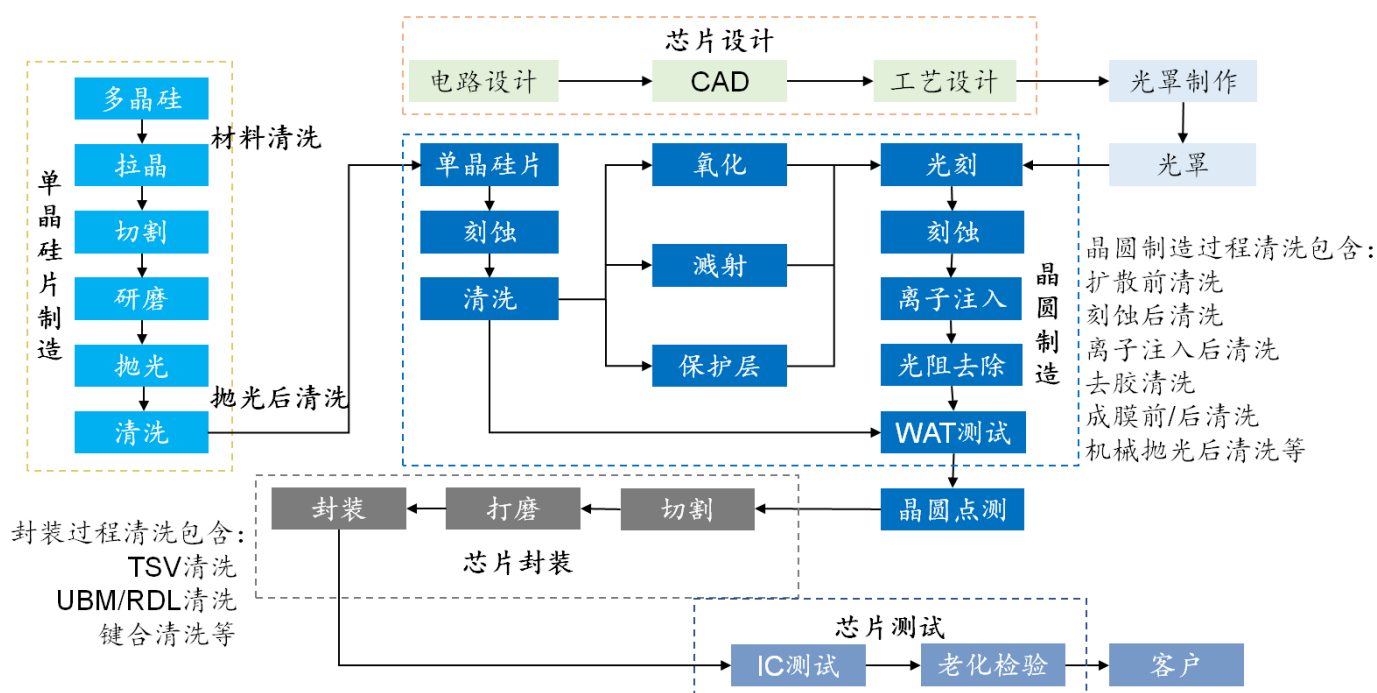 芯片设计
电路设计
CAD
工艺设计
光罩制作
光罩
单晶硅片制造
多晶硅
材料清洗
拉晶
切割
研磨
抛光
抛光后清洗
清洗
单晶硅片
刻蚀
清洗
氧化
溅射
保护层
光刻
刻蚀
离子注入
光阻去除
WAT测试
晶圆制造
晶圆制造过程清洗包含：
扩散前清洗
刻蚀后清洗
离子注入后清洗
去胶清洗
成膜前/后清洗
机械抛光后清洗等
晶圆点测
切割
打磨
封装
芯片封装
封装过程清洗包含：
TSV清洗
UBM/RDL清洗
键合清洗等
芯片测试
IC测试
老化检验
客户